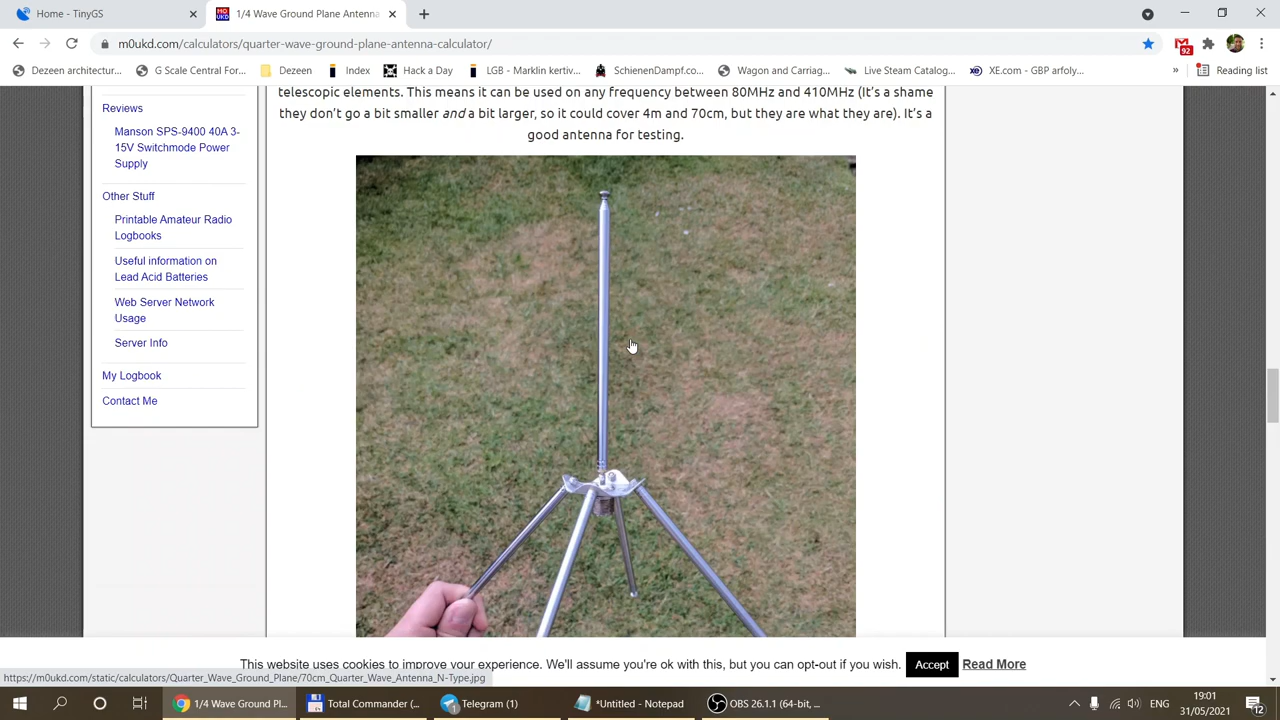 Home - TinyGS
1/4 Wave Ground Plane Antenna
m0ukd.com/calculators/quarter-wave-ground-plane-antenna-calculator/
92
Dezeen architectur...
G Scale Central For...
Dezeen
Index
Hack a Day
LGB - Marklin kertiv...
SchienenDampf.co...
Wagon and Carriag...
Live Steam Catalog...
XE.com - GBP arfoly...
»
Reading list
Reviews
Manson SPS-9400 40A 3-
15V Switchmode Power
Supply
Other Stuff
Printable Amateur Radio
Logbooks
Useful information on
Lead Acid Batteries
Web Server Network
Usage
Server Info
My Logbook
Contact Me
telescopic elements. This means it can be used on any frequency between 80MHz and 410MHz (It's a shame
they don't go a bit smaller and a bit larger, so it could cover 4m and 70cm, but they are what they are). It's a
good antenna for testing.
This website uses cookies to improve your experience. We'll assume you're ok with this, but you can opt-out if you wish.
Accept
Read More
https://m0ukd.com/static/calculators/Quarter_Wave_Ground_Plane/70cm_Quarter_Wave_Antenna_N-Type.jpg
1/4 Wave Ground Pl...
Total Commander (...
Telegram (1)
*Untitled - Notepad
OBS 26.1.1 (64-bit, ...
ENG
19:01
31/05/2021
12